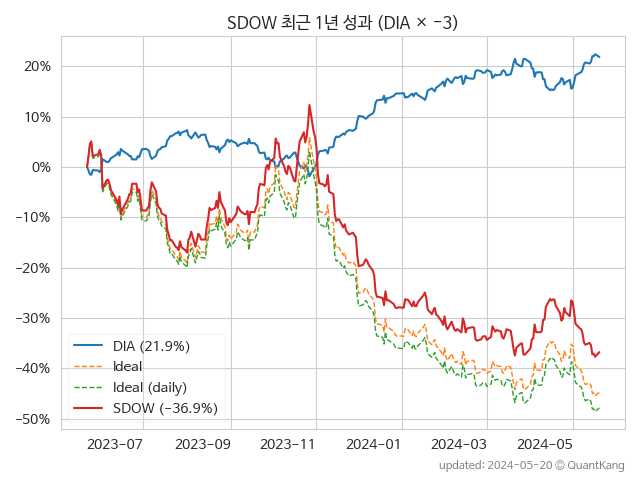 SDOW 최근 1년 성과 (DIA × −3)
20%
10%
0%
−10%
−20%
−30%
−40%
−50%
DIA (21.9%)
Ideal
Ideal (daily)
SDOW (−36.9%)
2023-07
2023-09
2023-11
2024-01
2024-03
2024-05
updated: 2024-05-20 © QuantKang